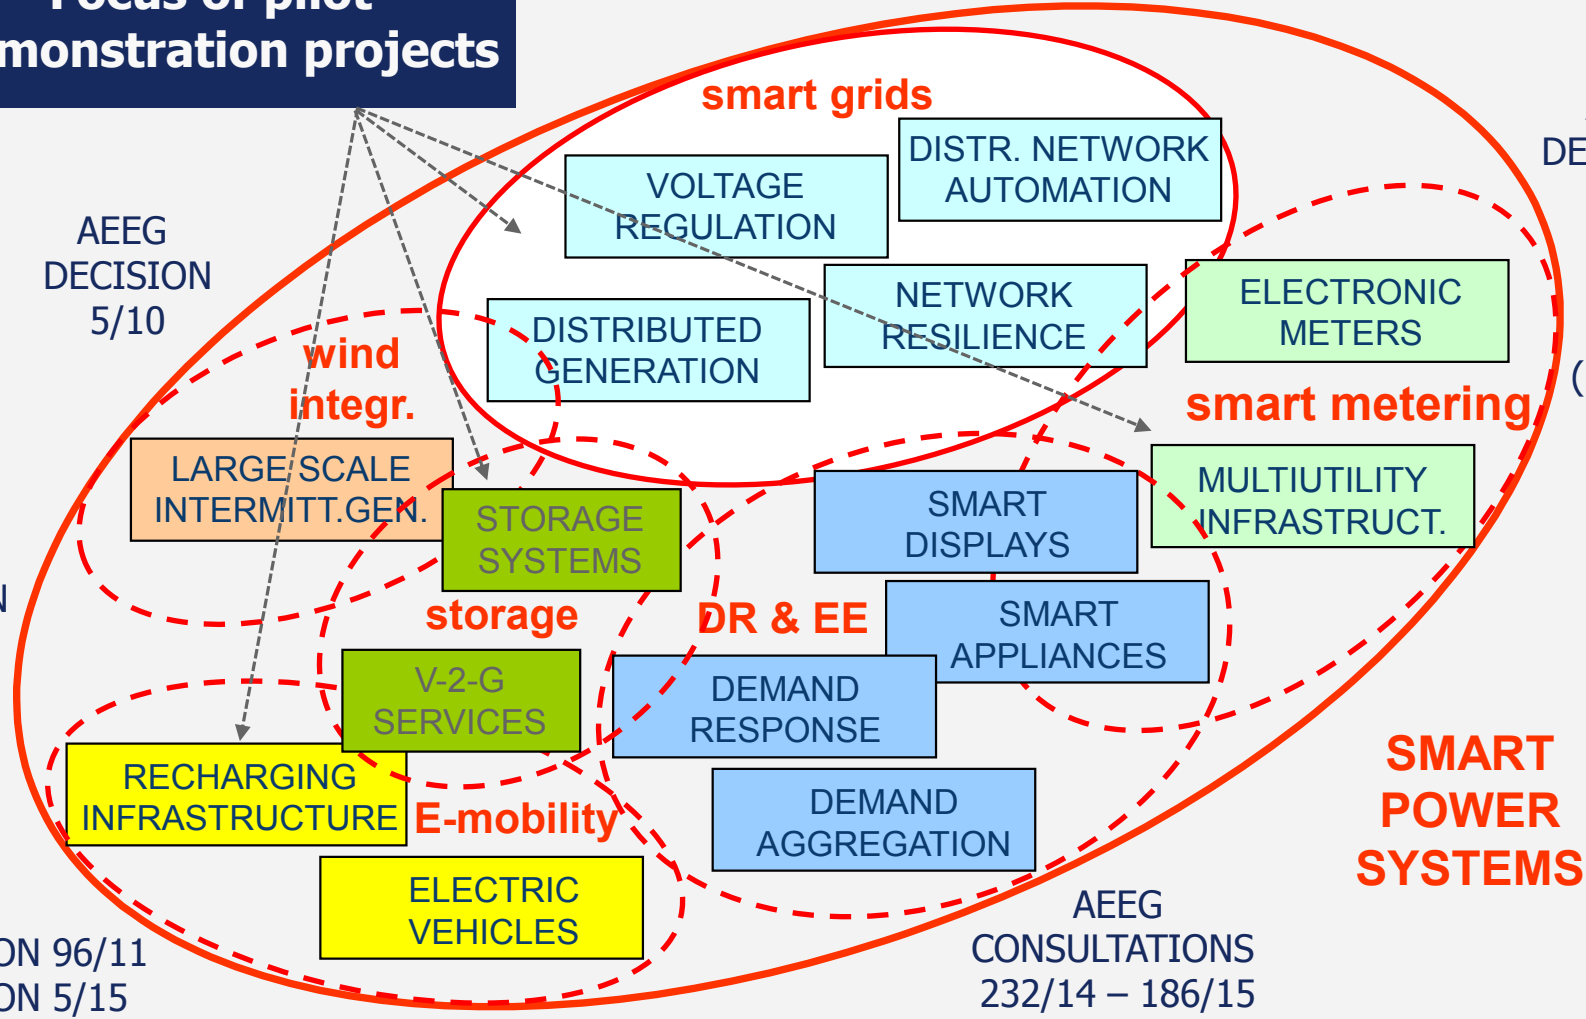 Focus of pilot
monstration projects
smart grids
DISTR. NETWORK
AUTOMATION
VOLTAGE
REGULATION
DE
AEEG
DECISION
5/10
NETWORK
RESILIENCE
ELECTRONIC
METERS
DISTRIBUTED
GENERATION
wind
integr.
(
smart metering
LARGE SCALE
INTERMITT.GEN.
MULTIUTILITY
INFRASTRUCT.
STORAGE
SYSTEMS
SMART
DISPLAYS
N
storage
DR & EE
SMART
APPLIANCES
V-2-G
SERVICES
DEMAND
RESPONSE
RECHARGING
INFRASTRUCTURE
E-mobility
DEMAND
AGGREGATION
SMART
POWER
SYSTEMS
ELECTRIC
VEHICLES
AEEG
CONSULTATIONS
232/14 – 186/15
ON 96/11
ON 5/15